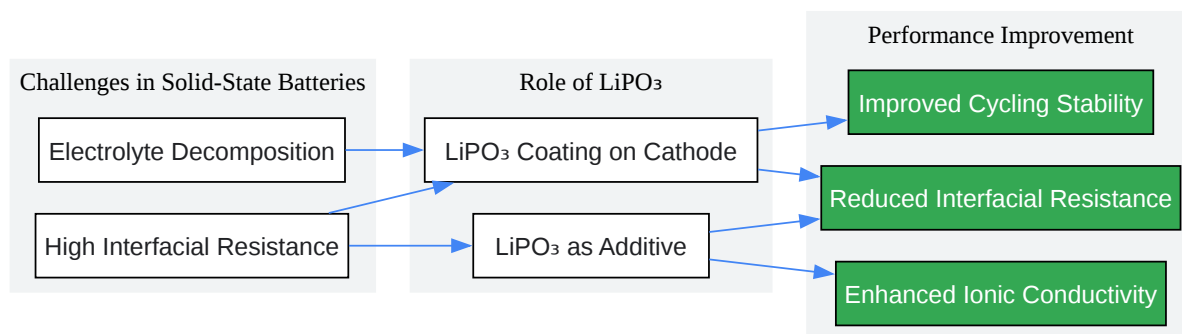 Challenges in Solid-State Batteries
Electrolyte Decomposition
High Interfacial Resistance
Role of LiPO₃
LiPO₃ Coating on Cathode
LiPO₃ as Additive
Performance Improvement
Improved Cycling Stability
Reduced Interfacial Resistance
Enhanced Ionic Conductivity